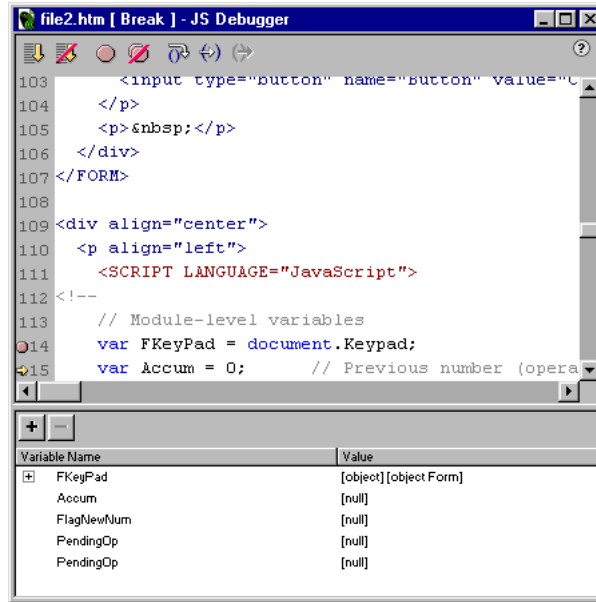 file2.htm [ Break ] - JS Debugger
103 <input type="button" name="Button" value="C
104 </p>
105 <p>&nbsp;</p>
106 </div>
107 </FORM>
108
109 <div align="center">
110 <p align="left">
111 <SCRIPT LANGUAGE="JavaScript">
112 <!--
113 // Module-level variables
14 var FKeyPad = document.Keypad;
15 var Accum = 0; // Previous number (opera
Variable Name Value
FKeyPad [object] [object Form]
Accum [null]
FlagNewNum [null]
PendingOp [null]
PendingOp [null]